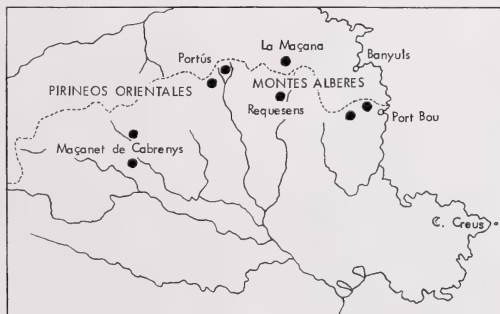 La Maçana
Portús
Banyuls
PIRINEOS ORIENTALES
MONTES ALBERES
Requesens
Port Bou
Maçanet de Cabrenys
C. Creus